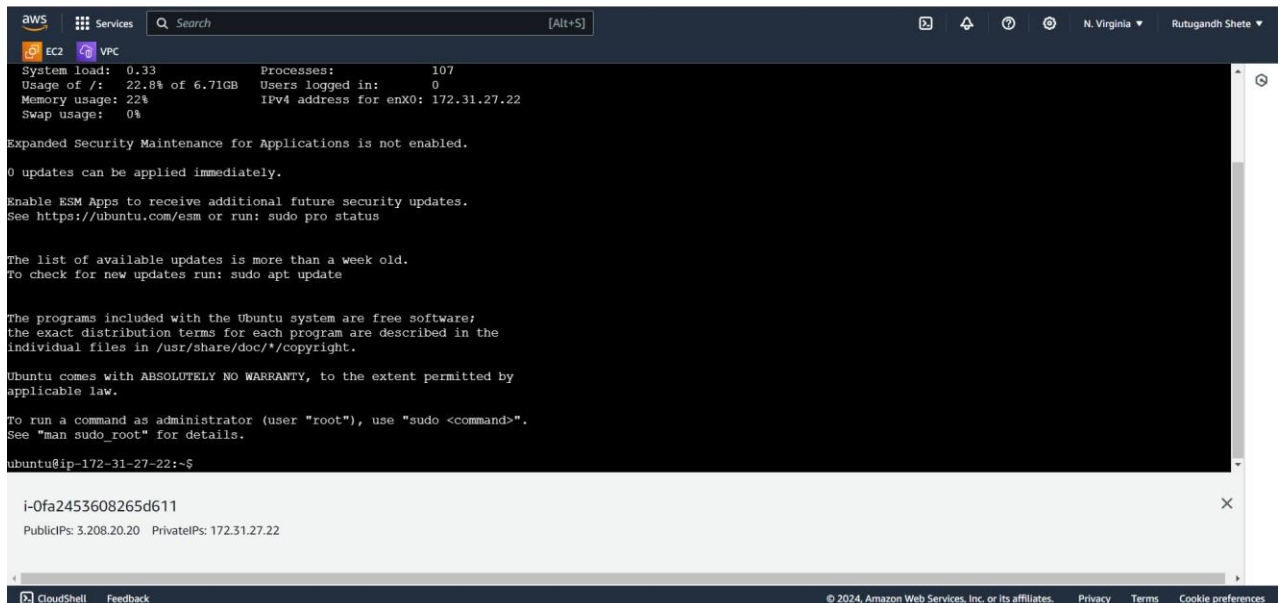 aws Services Search [Alt+S] N. Virginia Rutugandh Shete
EC2 VPC
System load: 0.33 Processes: 107
Usage of /: 22.8% of 6.71GB Users logged in: 0
Memory usage: 22% IPv4 address for enX0: 172.31.27.22
Swap usage: 0%
Expanded Security Maintenance for Applications is not enabled.
0 updates can be applied immediately.
Enable ESM Apps to receive additional future security updates.
See https://ubuntu.com/esm or run: sudo pro status
The list of available updates is more than a week old.
To check for new updates run: sudo apt update
The programs included with the Ubuntu system are free software;
the exact distribution terms for each program are described in the
individual files in /usr/share/doc/*/copyright.
Ubuntu comes with ABSOLUTELY NO WARRANTY, to the extent permitted by
applicable law.
To run a command as administrator (user "root"), use "sudo <command>".
See "man sudo_root" for details.
ubuntu@ip-172-31-27-22:~$
i-0fa2453608265d611
PublicIPs: 3.208.20.20 PrivateIPs: 172.31.27.22
CloudShell Feedback © 2024, Amazon Web Services, Inc. or its affiliates. Privacy Terms Cookie preferences